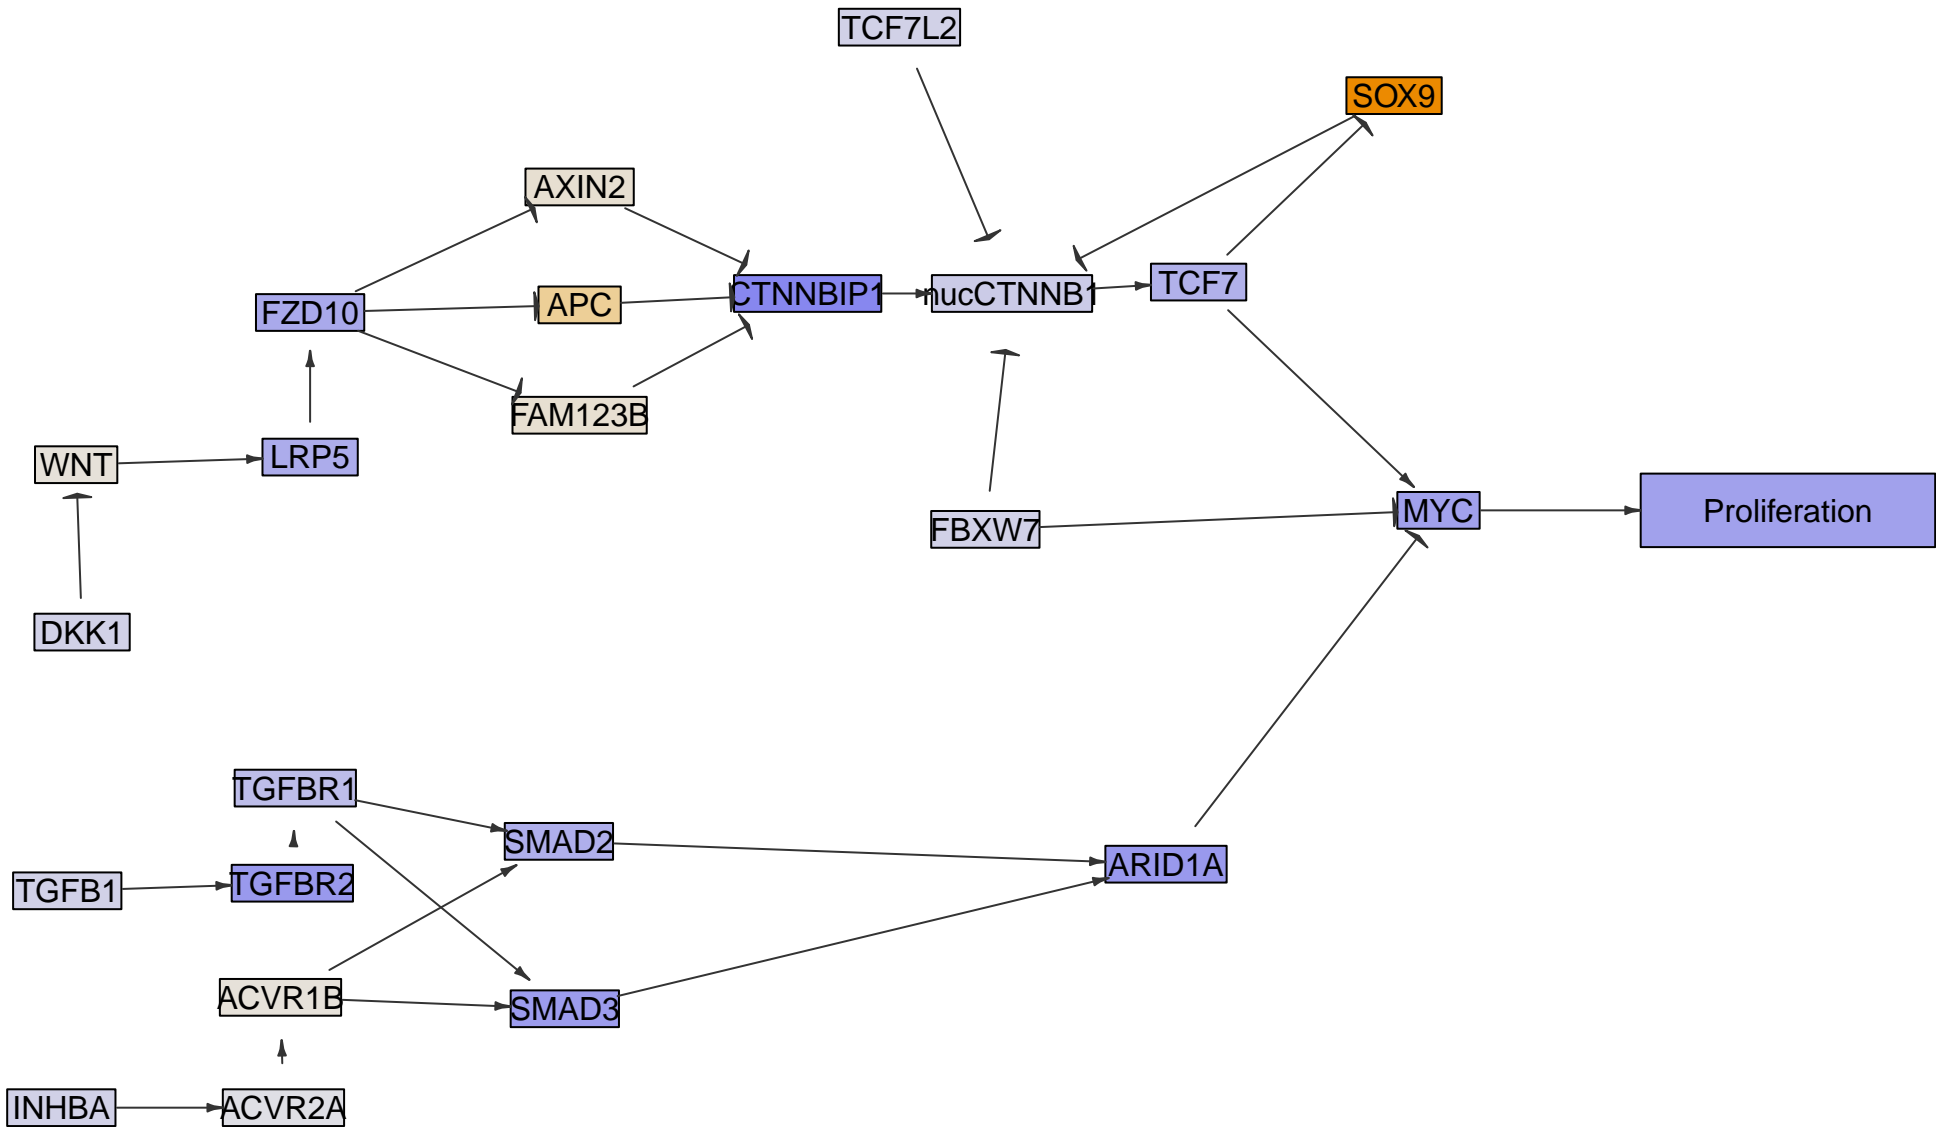 TCF7L2
SOX9
AXIN2
FZD10
APC
CTNNBIP1
nucCTNNB1
TCF7
FAM123B
WNT
LRP5
FBXW7
MYC
Proliferation
DKK1
TGFBR1
SMAD2
ARID1A
TGFB1
TGFBR2
ACVR1B
SMAD3
INHBA
ACVR2A